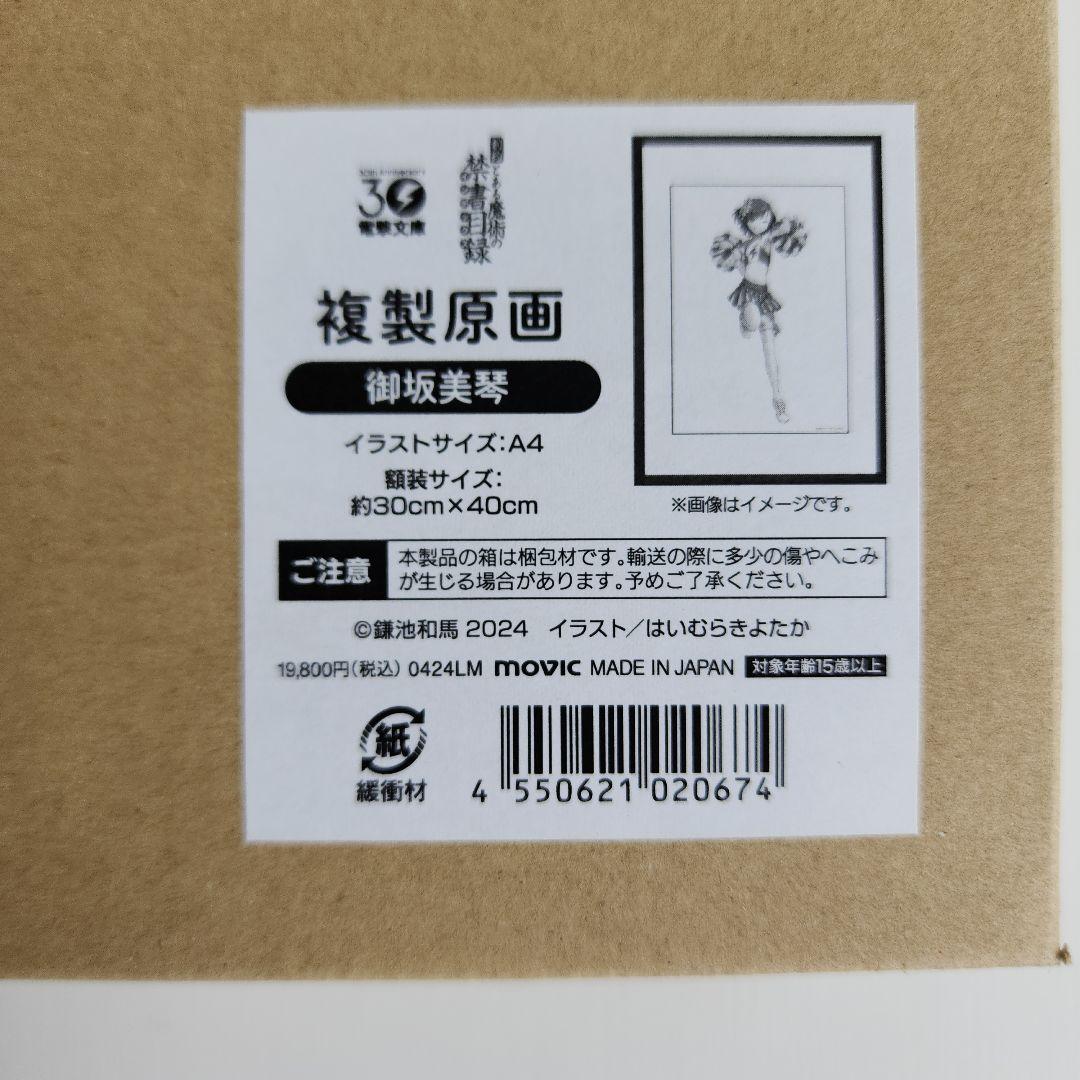 30th Anniversary
30
電撃文庫
とある魔術の
禁書目録
複製原画
御坂美琴
イラストサイズ:A4
額装サイズ:
約30cm×40cm
※画像はイメージです。
ご注意
本製品の箱は梱包材です。輸送の際に多少の傷やへこみ
が生じる場合があります。予めご了承ください。
©鎌池和馬 2024 イラスト/はいむらきよたか
19,800円(税込) 0424LM movic MADE IN JAPAN 対象年齢15歳以上
紙
緩衝材
4 550621 020674